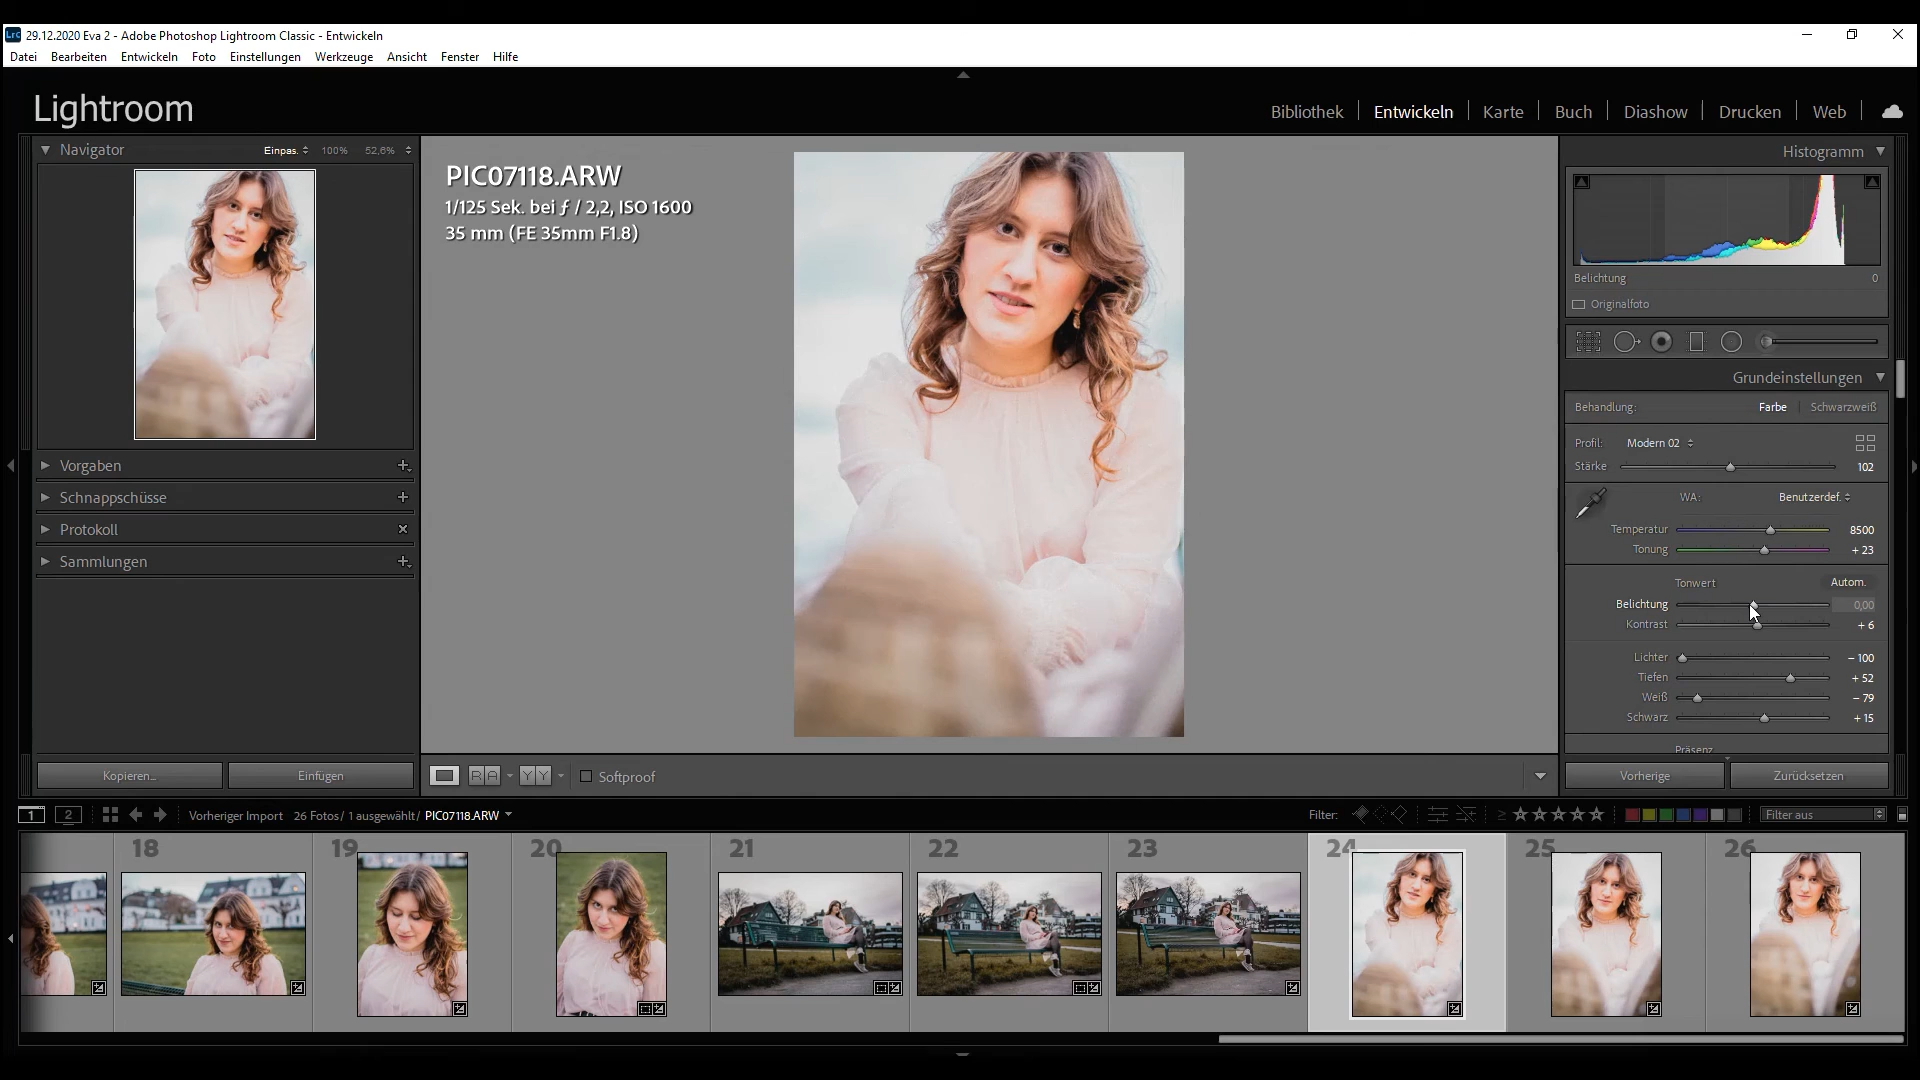 Lrc 29.12.2020 Eva 2 - Adobe Photoshop Lightroom Classic - Entwickeln
Datei Bearbeiten Entwickeln Foto Einstellungen Werkzeuge Ansicht Fenster Hilfe
Lightroom
Bibliothek Entwickeln Karte Buch Diashow Drucken Web
Navigator Einpas. 100% 52,6%
Vorgaben
Schnappschüsse
Protokoll
Sammlungen
Kopieren... Einfügen
PIC07118.ARW
1/125 Sek. bei ƒ / 2,2, ISO 1600
35 mm (FE 35mm F1.8)
Histogramm
Belichtung 0
Originalfoto
Grundeinstellungen
Behandlung: Farbe Schwarzweiß
Profil: Modern 02
Stärke 102
WA: Benutzerdef.
Temperatur 8500
Tonung + 23
Tonwert Autom.
Belichtung 0,00
Kontrast + 6
Lichter – 100
Tiefen + 52
Weiß – 79
Schwarz + 15
Präsenz
Vorherige Zurücksetzen
R A Y Y Softproof
1 2 Vorheriger Import 26 Fotos/ 1 ausgewählt/ PIC07118.ARW Filter: ≥ Filter aus
18 19 20 21 22 23 24 25 26